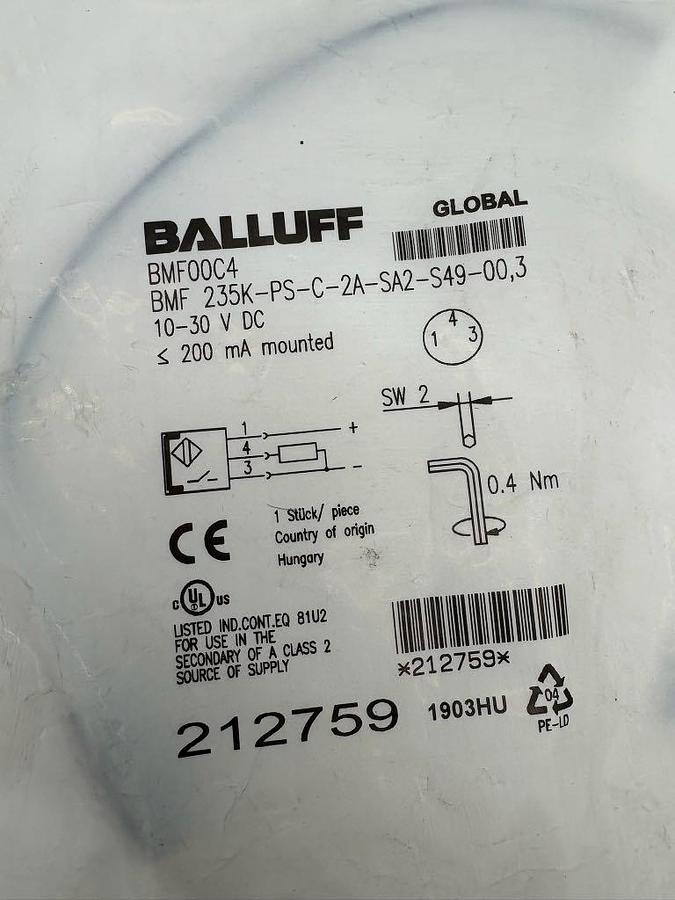 BALLUFF
GLOBAL
BMF00C4
BMF 235K-PS-C-2A-SA2-S49-00,3
10-30 V DC
≤ 200 mA mounted
4
1 3
SW 2
1 +
4
3 -
0.4 Nm
1 Stück/ piece
Country of origin
Hungary
CE
c UL us
LISTED IND.CONT.EQ 81U2
FOR USE IN THE
SECONDARY OF A CLASS 2
SOURCE OF SUPPLY
*212759*
212759
1903HU
04
PE-LD